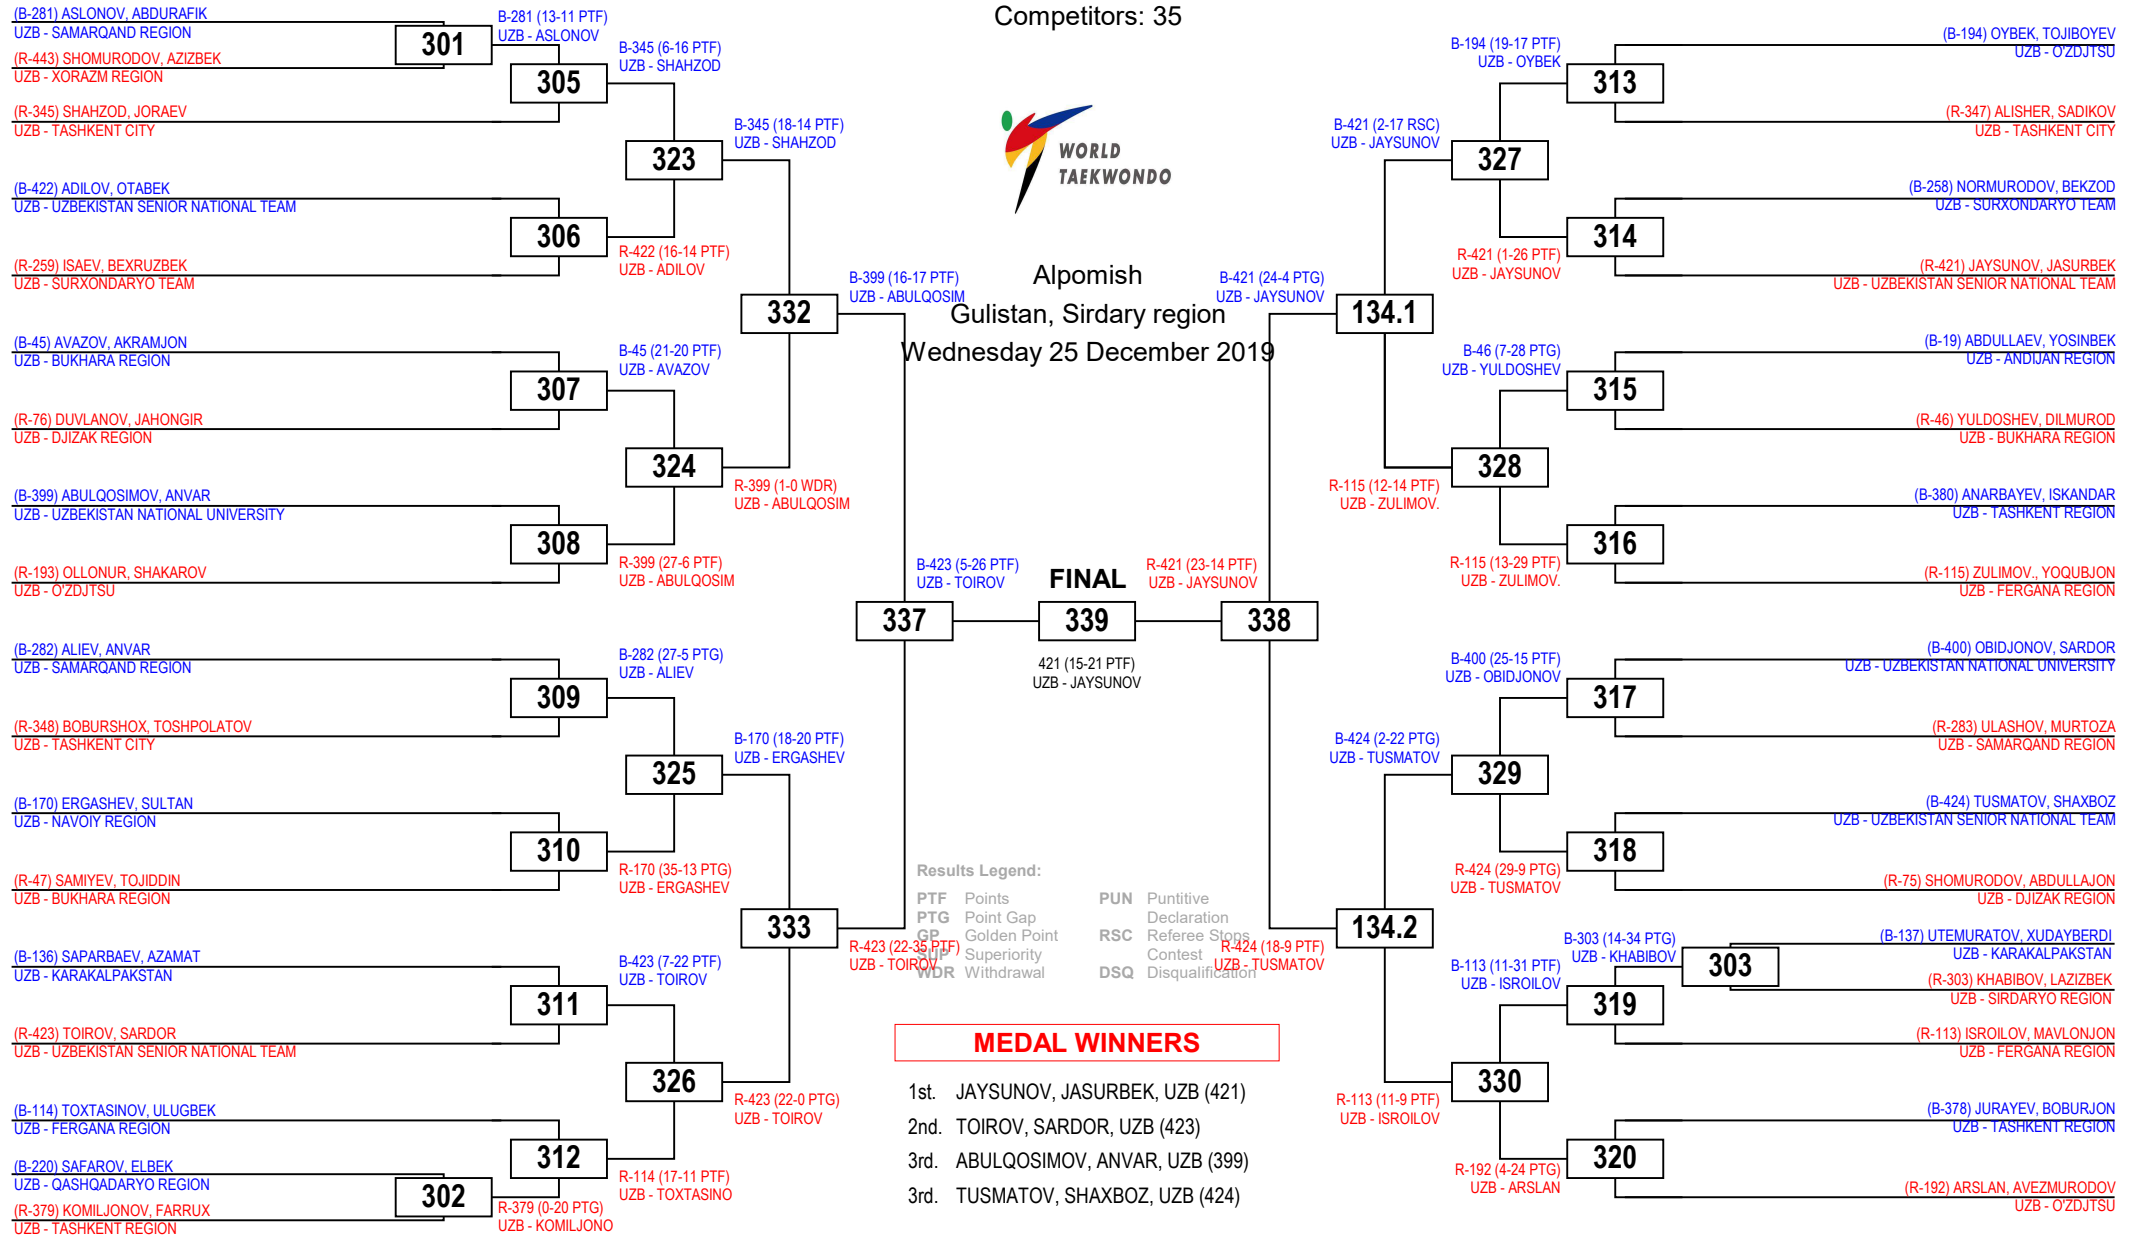 Competitors: 35
(B-281) ASLONOV, ABDURAFIK
UZB - SAMARQAND REGION
(R-443) SHOMURODOV, AZIZBEK
UZB - XORAZM REGION
301
B-281 (13-11 PTF)
UZB - ASLONOV
(R-345) SHAHZOD, JORAEV
UZB - TASHKENT CITY
305
B-345 (6-16 PTF)
UZB - SHAHZOD
(B-422) ADILOV, OTABEK
UZB - UZBEKISTAN SENIOR NATIONAL TEAM
(R-259) ISAEV, BEXRUZBEK
UZB - SURXONDARYO TEAM
306
R-422 (16-14 PTF)
UZB - ADILOV
323
B-345 (18-14 PTF)
UZB - SHAHZOD
(B-45) AVAZOV, AKRAMJON
UZB - BUKHARA REGION
(R-76) DUVLANOV, JAHONGIR
UZB - DJIZAK REGION
307
B-45 (21-20 PTF)
UZB - AVAZOV
(B-399) ABULQOSIMOV, ANVAR
UZB - UZBEKISTAN NATIONAL UNIVERSITY
(R-193) OLLONUR, SHAKAROV
UZB - O'ZDJTSU
308
R-399 (27-6 PTF)
UZB - ABULQOSIM
324
R-399 (1-0 WDR)
UZB - ABULQOSIM
332
B-399 (16-17 PTF)
UZB - ABULQOSIM
(B-282) ALIEV, ANVAR
UZB - SAMARQAND REGION
(R-348) BOBURSHOX, TOSHPOLATOV
UZB - TASHKENT CITY
309
B-282 (27-5 PTG)
UZB - ALIEV
(B-170) ERGASHEV, SULTAN
UZB - NAVOIY REGION
(R-47) SAMIYEV, TOJIDDIN
UZB - BUKHARA REGION
310
R-170 (35-13 PTG)
UZB - ERGASHEV
325
B-170 (18-20 PTF)
UZB - ERGASHEV
(B-136) SAPARBAEV, AZAMAT
UZB - KARAKALPAKSTAN
(R-423) TOIROV, SARDOR
UZB - UZBEKISTAN SENIOR NATIONAL TEAM
311
B-423 (7-22 PTF)
UZB - TOIROV
(B-114) TOXTASINOV, ULUGBEK
UZB - FERGANA REGION
(B-220) SAFAROV, ELBEK
UZB - QASHQADARYO REGION
(R-379) KOMILJONOV, FARRUX
UZB - TASHKENT REGION
302
R-379 (0-20 PTG)
UZB - KOMILJONO
312
R-114 (17-11 PTF)
UZB - TOXTASINO
326
R-423 (22-0 PTG)
UZB - TOIROV
333
R-423 (22-35 PTF)
UZB - TOIROV
337
B-423 (5-26 PTF)
UZB - TOIROV
WORLD
TAEKWONDO
Alpomish
Gulistan, Sirdary region
Wednesday 25 December 2019
FINAL
339
421 (15-21 PTF)
UZB - JAYSUNOV
R-421 (23-14 PTF)
UZB - JAYSUNOV
338
B-421 (24-4 PTG)
UZB - JAYSUNOV
134.1
B-421 (2-17 RSC)
UZB - JAYSUNOV
327
B-194 (19-17 PTF)
UZB - OYBEK
313
(B-194) OYBEK, TOJIBOYEV
UZB - O'ZDJTSU
(R-347) ALISHER, SADIKOV
UZB - TASHKENT CITY
R-421 (1-26 PTF)
UZB - JAYSUNOV
314
(B-258) NORMURODOV, BEKZOD
UZB - SURXONDARYO TEAM
(R-421) JAYSUNOV, JASURBEK
UZB - UZBEKISTAN SENIOR NATIONAL TEAM
B-46 (7-28 PTG)
UZB - YULDOSHEV
315
(B-19) ABDULLAEV, YOSINBEK
UZB - ANDIJAN REGION
(R-46) YULDOSHEV, DILMUROD
UZB - BUKHARA REGION
328
R-115 (12-14 PTF)
UZB - ZULIMOV.
R-115 (13-29 PTF)
UZB - ZULIMOV.
316
(B-380) ANARBAYEV, ISKANDAR
UZB - TASHKENT REGION
(R-115) ZULIMOV., YOQUBJON
UZB - FERGANA REGION
B-400 (25-15 PTF)
UZB - OBIDJONOV
317
(B-400) OBIDJONOV, SARDOR
UZB - UZBEKISTAN NATIONAL UNIVERSITY
(R-283) ULASHOV, MURTOZA
UZB - SAMARQAND REGION
329
B-424 (2-22 PTG)
UZB - TUSMATOV
R-424 (29-9 PTG)
UZB - TUSMATOV
318
(B-424) TUSMATOV, SHAXBOZ
UZB - UZBEKISTAN SENIOR NATIONAL TEAM
(R-75) SHOMURODOV, ABDULLAJON
UZB - DJIZAK REGION
134.2
R-424 (18-9 PTF)
UZB - TUSMATOV
B-303 (14-34 PTG)
UZB - KHABIBOV
303
(B-137) UTEMURATOV, XUDAYBERDI
UZB - KARAKALPAKSTAN
(R-303) KHABIBOV, LAZIZBEK
UZB - SIRDARYO REGION
B-113 (11-31 PTF)
UZB - ISROILOV
319
(R-113) ISROILOV, MAVLONJON
UZB - FERGANA REGION
330
R-113 (11-9 PTF)
UZB - ISROILOV
R-192 (4-24 PTG)
UZB - ARSLAN
320
(B-378) JURAYEV, BOBURJON
UZB - TASHKENT REGION
(R-192) ARSLAN, AVEZMURODOV
UZB - O'ZDJTSU
Results Legend:
PTF Points
PTG Point Gap
GP Golden Point
SUP Superiority
WDR Withdrawal
PUN Puntitive
Declaration
RSC Referee Stops
Contest
DSQ Disqualification
MEDAL WINNERS
1st. JAYSUNOV, JASURBEK, UZB (421)
2nd. TOIROV, SARDOR, UZB (423)
3rd. ABULQOSIMOV, ANVAR, UZB (399)
3rd. TUSMATOV, SHAXBOZ, UZB (424)